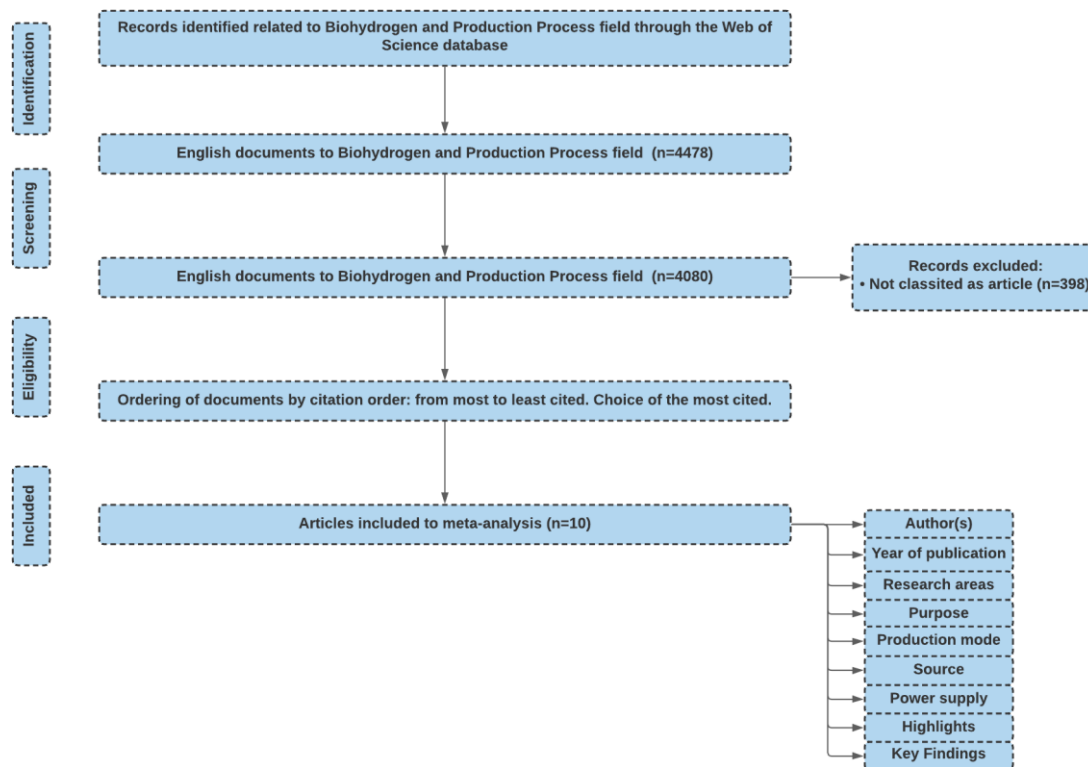 Identification
Records identified related to Biohydrogen and Production Process field through the Web of
Science database
English documents to Biohydrogen and Production Process field (n=4478)
Screening
English documents to Biohydrogen and Production Process field (n=4080)
Records excluded:
• Not classited as article (n=398)
Eligibility
Ordering of documents by citation order: from most to least cited. Choice of the most cited.
Included
Articles included to meta-analysis (n=10)
Author(s)
Year of publication
Research areas
Purpose
Production mode
Source
Power supply
Highlights
Key Findings